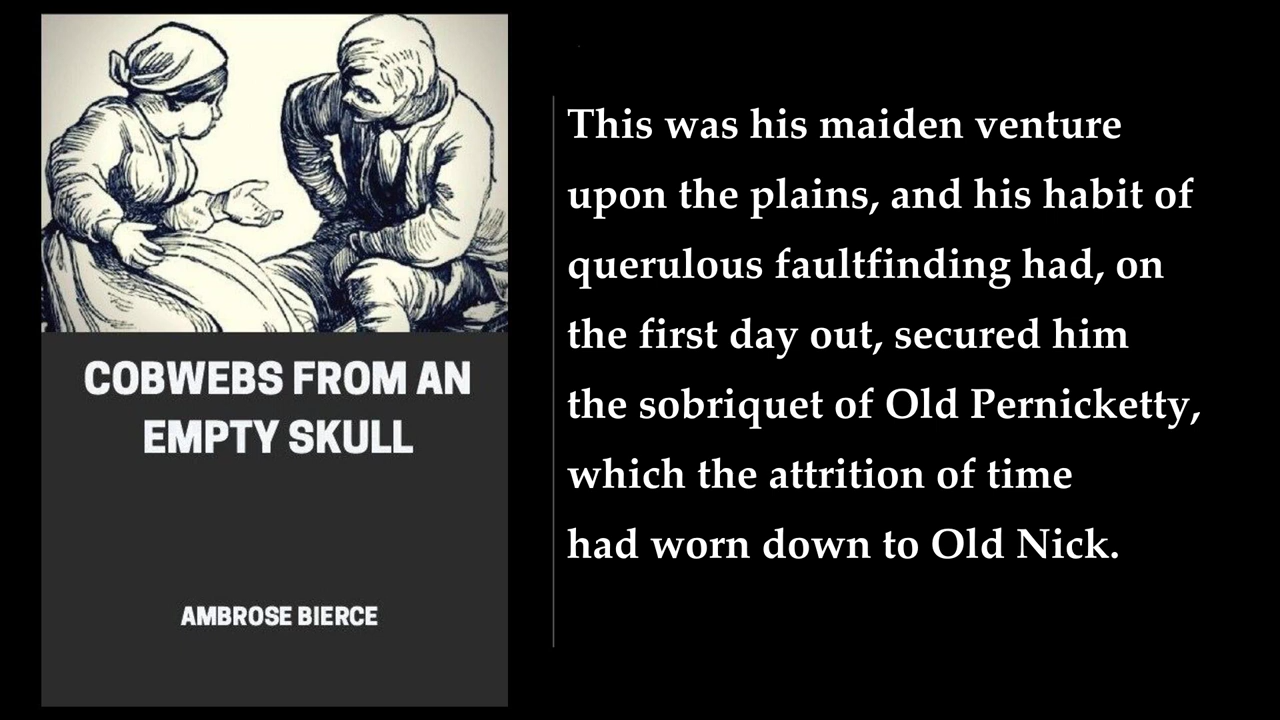 COBWEBS FROM AN
EMPTY SKULL
AMBROSE BIERCE
This was his maiden venture
upon the plains, and his habit of
querulous faultfinding had, on
the first day out, secured him
the sobriquet of Old Pernicketty,
which the attrition of time
had worn down to Old Nick.